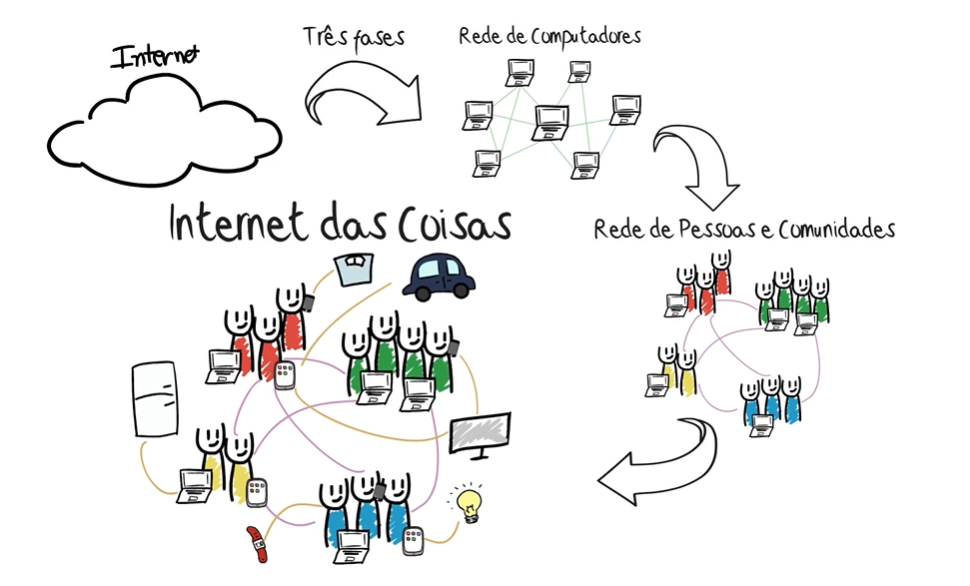 Internet
Três fases
Rede de Computadores
Rede de Pessoas e Comunidades
Internet das Coisas